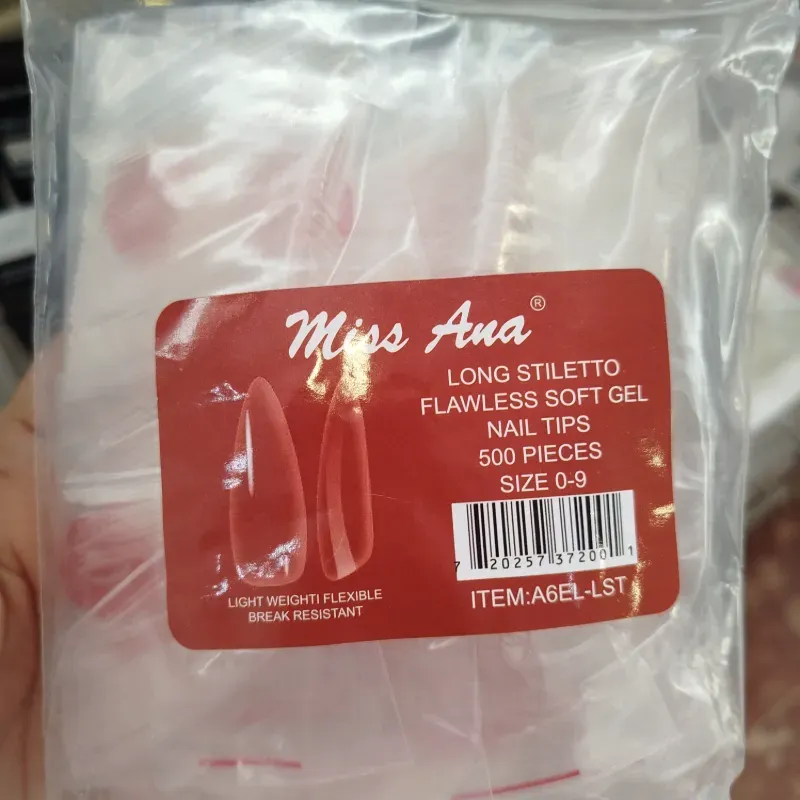 Miss Ana®
LONG STILETTO
FLAWLESS SOFT GEL
NAIL TIPS
500 PIECES
SIZE 0-9
7 20257 37200 1
ITEM:A6EL-LST
LIGHT WEIGHTI FLEXIBLE
BREAK RESISTANT